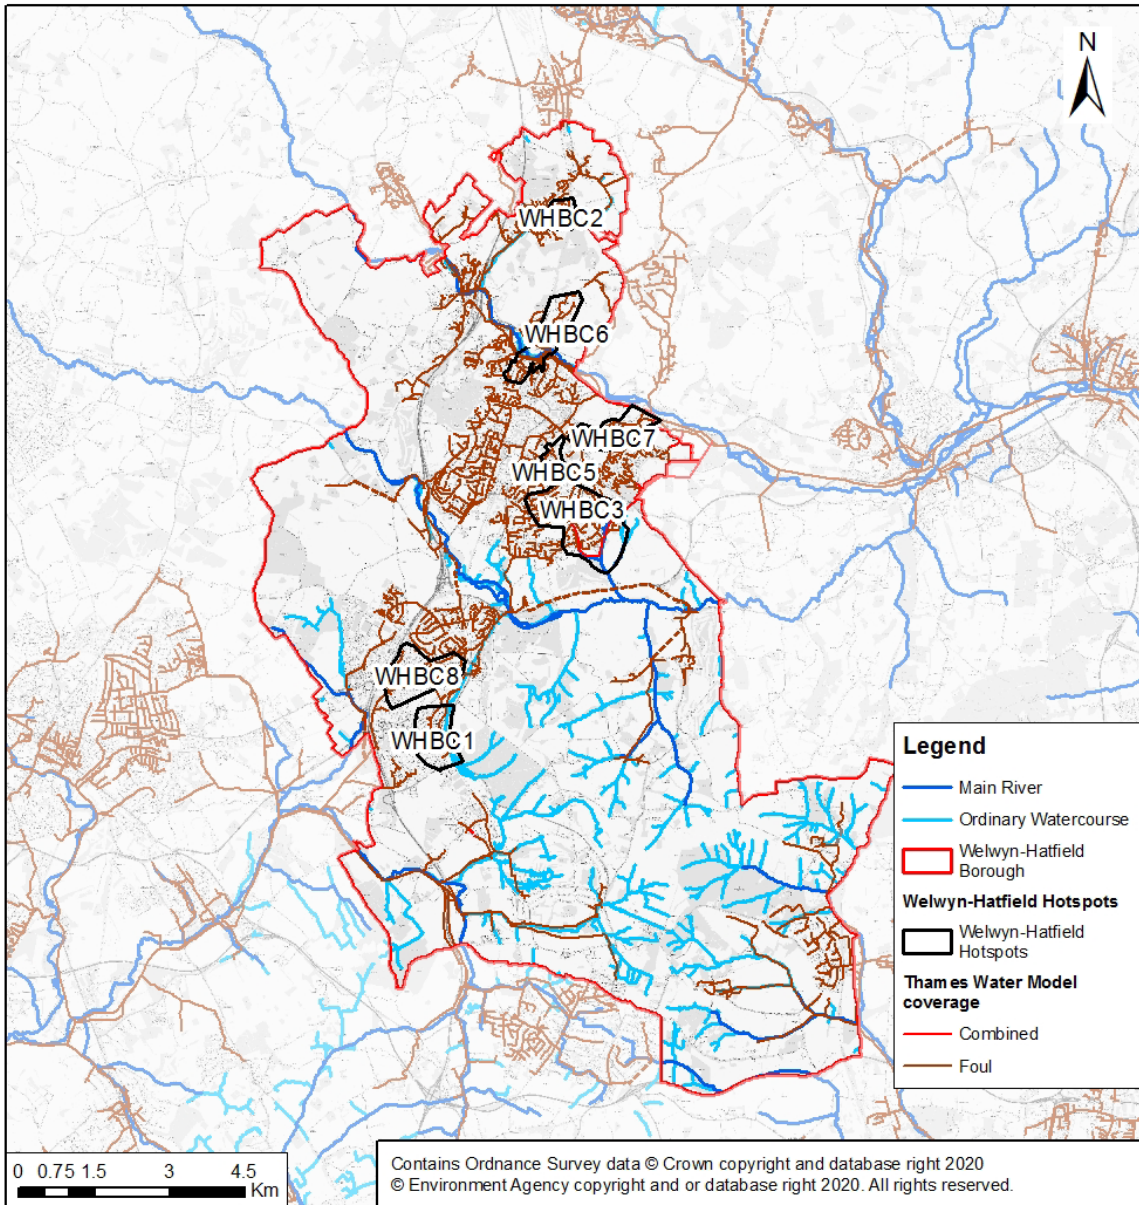 N
WHBC2
WHBC6
WHBC7
WHBC5
WHBC3
WHBC8
WHBC1
Legend
Main River
Ordinary Watercourse
Welwyn-Hatfield
Borough
Welwyn-Hatfield Hotspots
Welwyn-Hatfield
Hotspots
Thames Water Model
coverage
Combined
Foul
0 0.75 1.5 3 4.5
Km
Contains Ordnance Survey data © Crown copyright and database right 2020
© Environment Agency copyright and or database right 2020. All rights reserved.